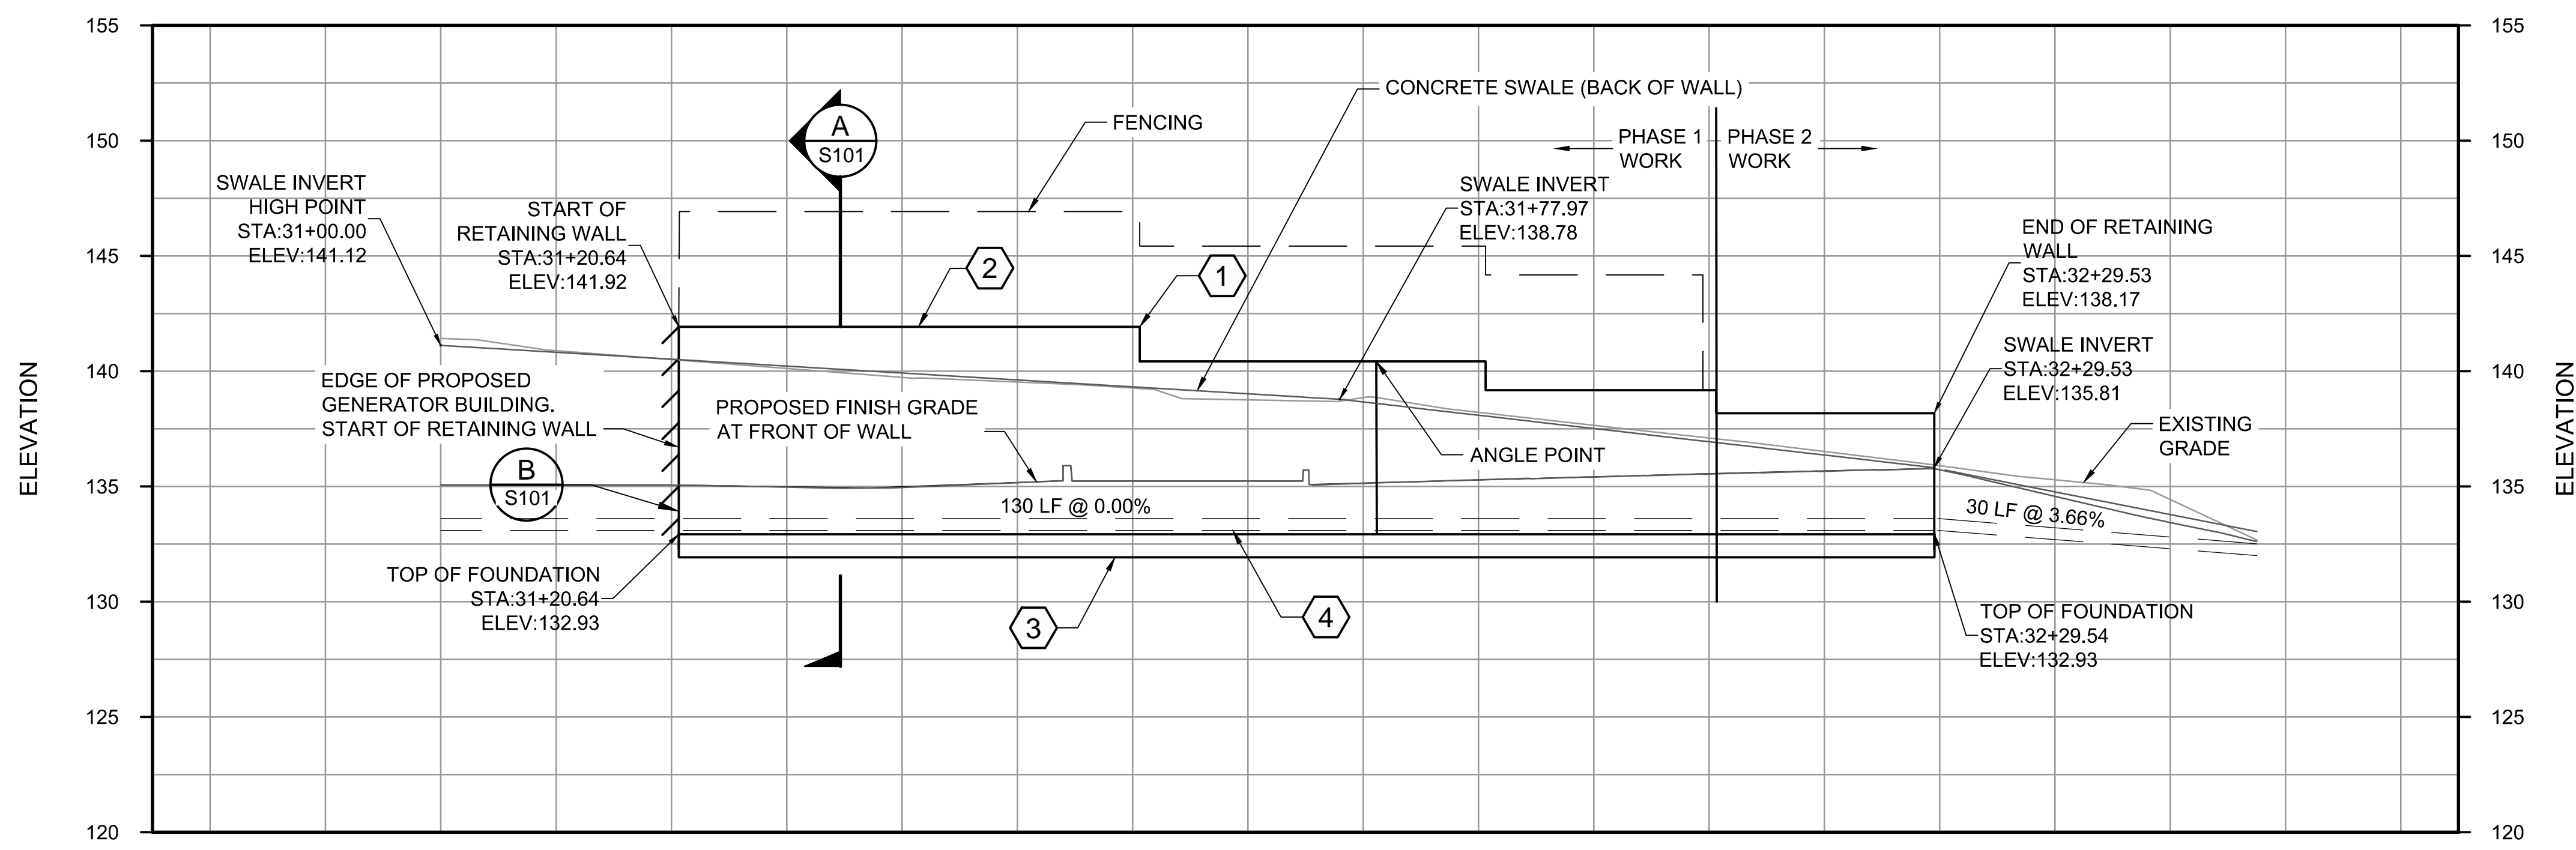 155
150
145
140
135
130
125
120
ELEVATION
SWALE INVERT
HIGH POINT
STA:31+00.00
ELEV:141.12
START OF
RETAINING WALL
STA:31+20.64
ELEV:141.92
A
S101
FENCING
2
1
CONCRETE SWALE (BACK OF WALL)
SWALE INVERT
STA:31+77.97
ELEV:138.78
PHASE 1
WORK
PHASE 2
WORK
END OF RETAINING
WALL
STA:32+29.53
ELEV:138.17
SWALE INVERT
STA:32+29.53
ELEV:135.81
EXISTING
GRADE
EDGE OF PROPOSED
GENERATOR BUILDING.
START OF RETAINING WALL
PROPOSED FINISH GRADE
AT FRONT OF WALL
ANGLE POINT
B
S101
130 LF @ 0.00%
30 LF @ 3.66%
TOP OF FOUNDATION
STA:31+20.64
ELEV:132.93
3
4
TOP OF FOUNDATION
STA:32+29.54
ELEV:132.93
155
150
145
140
135
130
125
120
ELEVATION